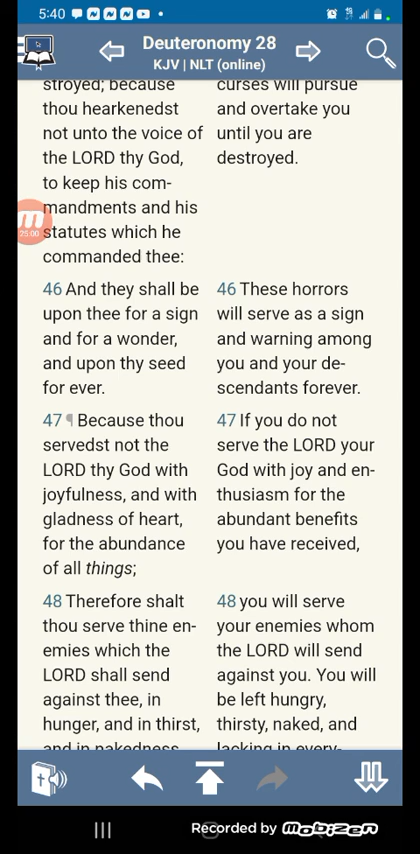 5:40
Deuteronomy 28
KJV | NLT (online)
stroyed; because
thou hearkenedst
not unto the voice of
the LORD thy God,
to keep his com-
mandments and his
statutes which he
commanded thee:
curses will pursue
and overtake you
until you are
destroyed.
25:00
46 And they shall be
upon thee for a sign
and for a wonder,
and upon thy seed
for ever.
46 These horrors
will serve as a sign
and warning among
you and your de-
scendants forever.
47 ¶ Because thou
servedst not the
LORD thy God with
joyfulness, and with
gladness of heart,
for the abundance
of all things;
47 If you do not
serve the LORD your
God with joy and en-
thusiasm for the
abundant benefits
you have received,
48 Therefore shalt
thou serve thine en-
emies which the
LORD shall send
against thee, in
hunger, and in thirst,
and in nakedness
48 you will serve
your enemies whom
the LORD will send
against you. You will
be left hungry,
thirsty, naked, and
lacking in every-
Recorded by mobizen